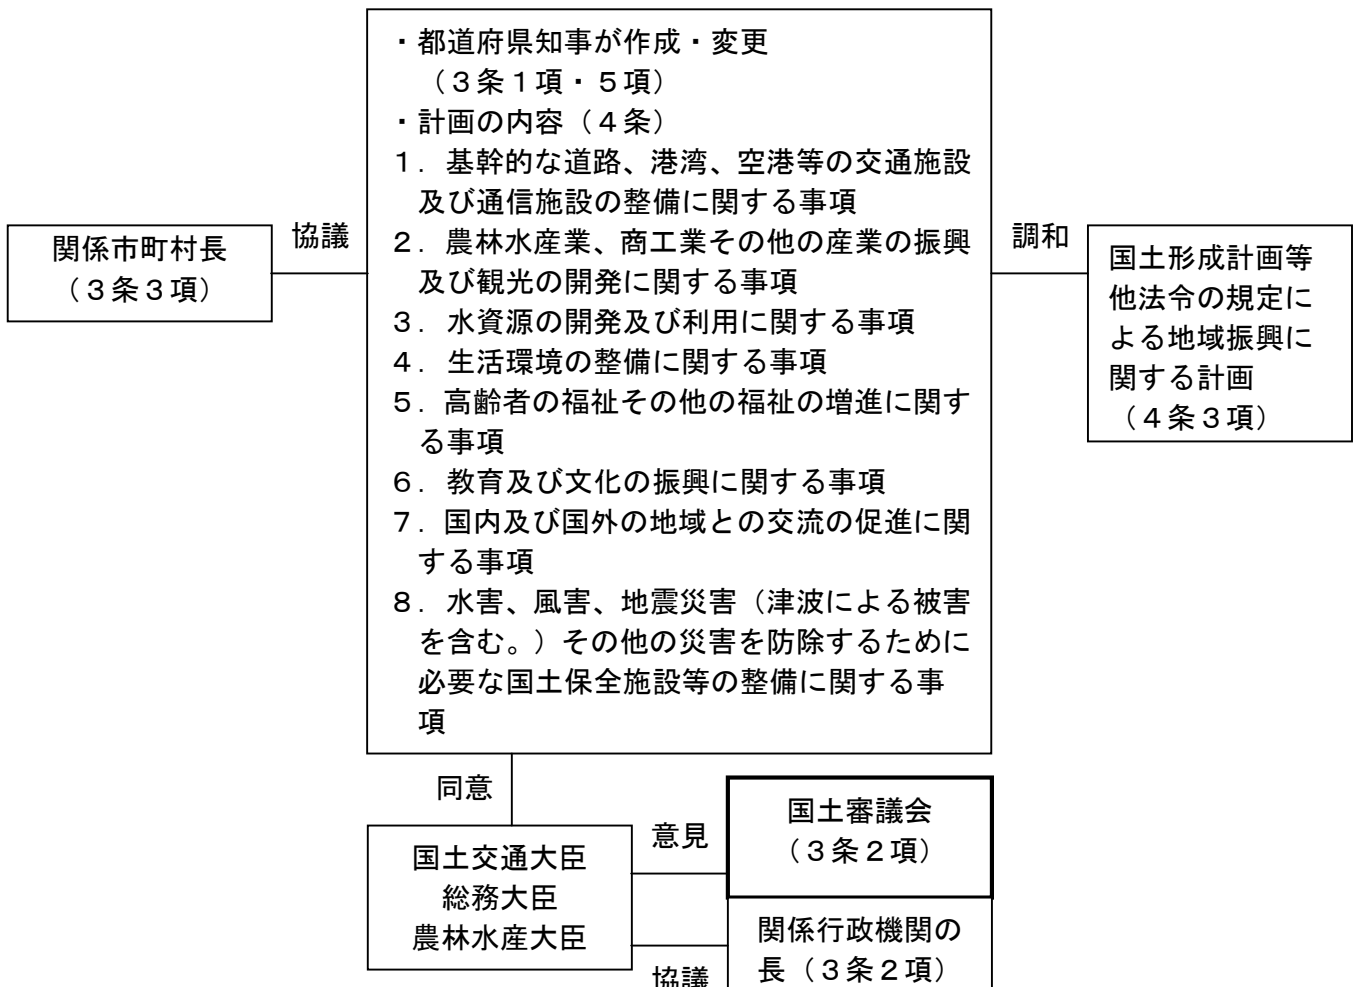 ・都道府県知事が作成・変更
（３条１項・５項）
・計画の内容（４条）
１．基幹的な道路、港湾、空港等の交通施設
及び通信施設の整備に関する事項
２．農林水産業、商工業その他の産業の振興
及び観光の開発に関する事項
３．水資源の開発及び利用に関する事項
４．生活環境の整備に関する事項
５．高齢者の福祉その他の福祉の増進に関す
る事項
６．教育及び文化の振興に関する事項
７．国内及び国外の地域との交流の促進に関
する事項
８．水害、風害、地震災害（津波による被害
を含む。）その他の災害を防除するために
必要な国土保全施設等の整備に関する事
項
協議
関係市町村長
（３条３項）
調和
国土形成計画等
他法令の規定に
よる地域振興に
関する計画
（４条３項）
同意
国土交通大臣
総務大臣
農林水産大臣
意見
国土審議会
（３条２項）
協議
関係行政機関の
長（３条２項）